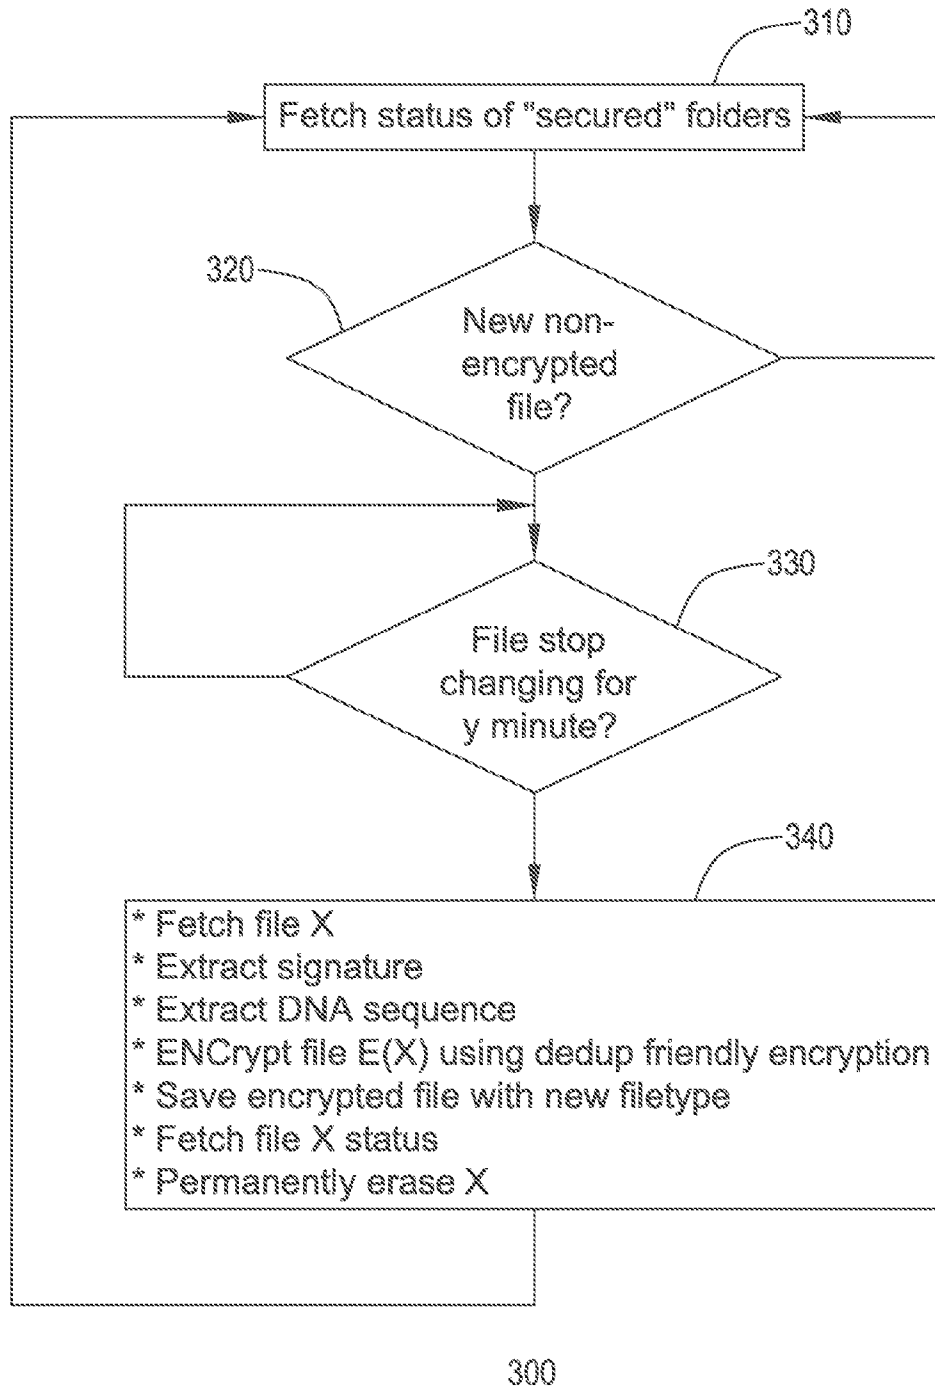 310
Fetch status of "secured" folders
320
New non-
encrypted
file?
330
File stop
changing for
y minute?
340
* Fetch file X
* Extract signature
* Extract DNA sequence
* ENCrypt file E(X) using dedup friendly encryption
* Save encrypted file with new filetype
* Fetch file X status
* Permanently erase X
300